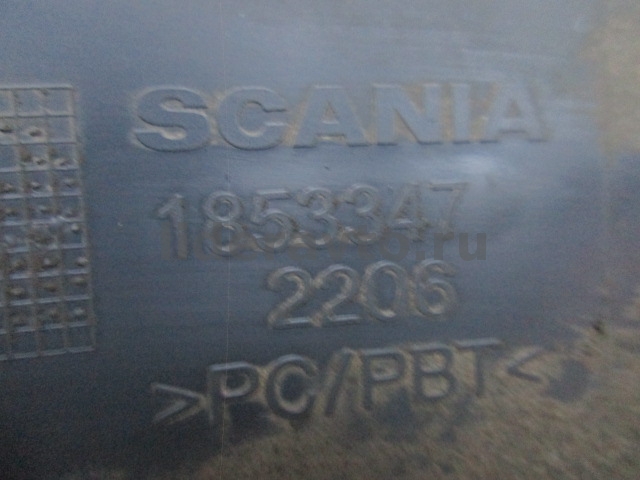 SCANIA
1853347
2206
>PC/PBT<